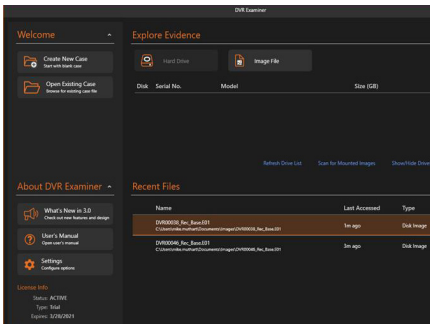 DVR Examiner
Welcome
Create New Case
Start with blank case
Open Existing Case
Browse for existing case file
Explore Evidence
Hard Drive
Image File
Disk Serial No. Model Size (GB)
Refresh Drive List Scan for Mounted Images Show/Hide Drive
About DVR Examiner
What's New in 3.0
Check out new features and design
User's Manual
Open user's manual
Settings
Configure options
License Info
Status: ACTIVE
Type: Trial
Expires: 3/28/2023
Recent Files
Name Last Accessed Type
DVR00038_Rec_Base.E01 1m ago Disk Image
DVR00046_Rec_Base.E01 3m ago Disk Image